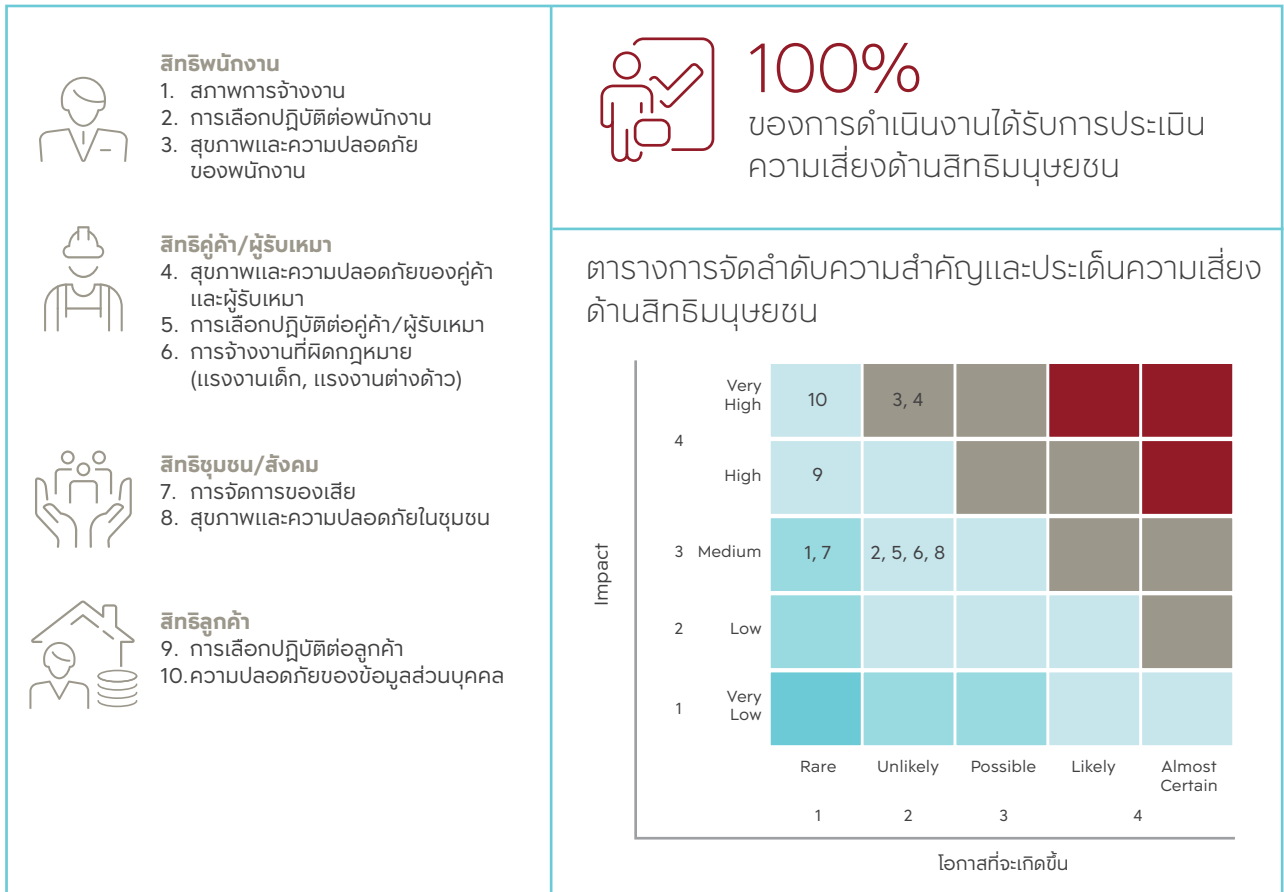 สิทธิพนักงาน
1. สภาพการจ้างงาน
2. การเลือกปฏิบัติต่อพนักงาน
3. สุขภาพและความปลอดภัย
ของพนักงาน
สิทธิคู่ค้า/ผู้รับเหมา
4. สุขภาพและความปลอดภัยของคู่ค้า
และผู้รับเหมา
5. การเลือกปฏิบัติต่อคู่ค้า/ผู้รับเหมา
6. การจ้างงานที่ผิดกฎหมาย
(แรงงานเด็ก, แรงงานต่างด้าว)
สิทธิชุมชน/สังคม
7. การจัดการของเสีย
8. สุขภาพและความปลอดภัยในชุมชน
สิทธิลูกค้า
9. การเลือกปฏิบัติต่อลูกค้า
10. ความปลอดภัยของข้อมูลส่วนบุคคล
100%
ของการดำเนินงานได้รับการประเมิน
ความเสี่ยงด้านสิทธิมนุษยชน
ตารางการจัดลำดับความสำคัญและประเด็นความเสี่ยง
ด้านสิทธิมนุษยชน
Impact
4
Very
High
10
3, 4
High
9
3 Medium
1, 7
2, 5, 6, 8
2 Low
1
Very
Low
Rare
Unlikely
Possible
Likely
Almost
Certain
1
2
3
4
โอกาสที่จะเกิดขึ้น